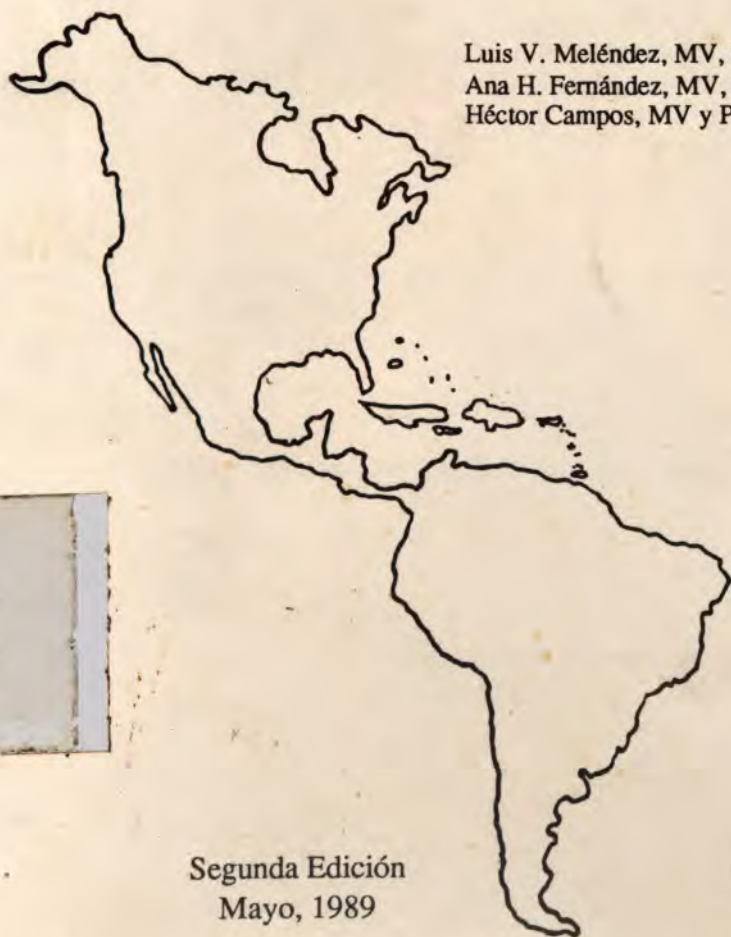 Luis V. Meléndez, MV,
Ana H. Fernández, MV,
Héctor Campos, MV y P
Segunda Edición
Mayo, 1989